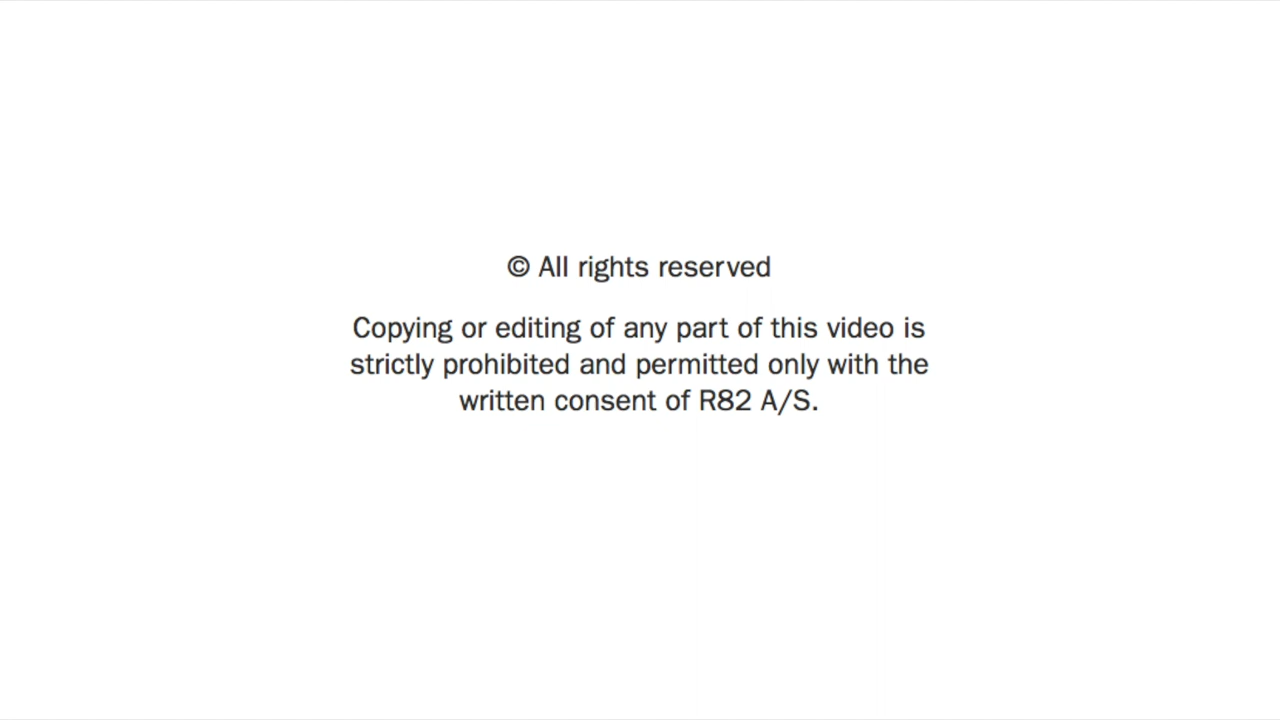 © All rights reserved
Copying or editing of any part of this video is
strictly prohibited and permitted only with the
written consent of R82 A/S.